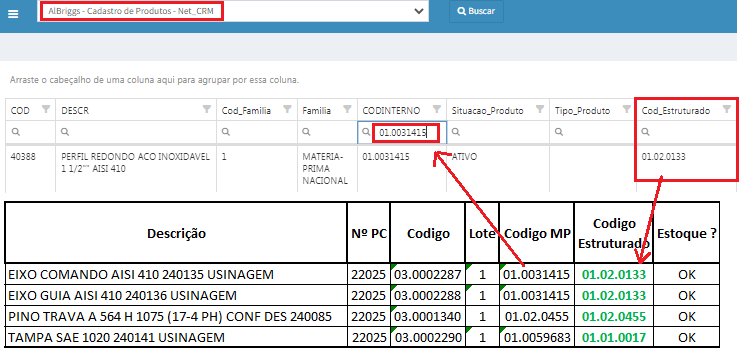 AlBriggs - Cadastro de Produtos - Net_CRM
Buscar
Arraste o cabeçalho de uma coluna aqui para agrupar por essa coluna.
COD DESCR Cod_Familia Familia CODINTERNO Situacao_Produto Tipo_Produto Cod_Estruturado
01.0031415
40388 PERFIL REDONDO ACO INOXIDAVEL 1 MATERIA- 01.0031415 ATIVO 01.02.0133
1 1/2"" AISI 410 PRIMA
NACIONAL
Descrição Nº PC Codigo Lote Codigo MP Codigo Estoque ?
Estruturado
EIXO COMANDO AISI 410 240135 USINAGEM 22025 03.0002287 1 01.0031415 01.02.0133 OK
EIXO GUIA AISI 410 240136 USINAGEM 22025 03.0002288 1 01.0031415 01.02.0133 OK
PINO TRAVA A 564 H 1075 (17-4 PH) CONF DES 240085 22025 03.0001340 1 01.02.0455 01.02.0455 OK
TAMPA SAE 1020 240141 USINAGEM 22025 03.0002290 1 01.0059683 01.01.0017 OK